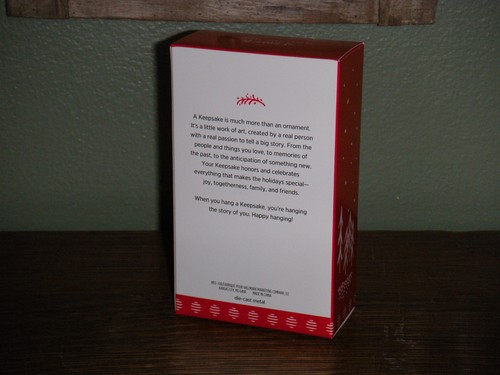 A Keepsake is much more than an ornament.
It's a little work of art, created by a real person
with a real passion to tell a big story. From the
people and things you love, to memories of
the past, to the anticipation of something new,
Your Keepsake honors and celebrates
everything that makes the holidays special—
joy, togetherness, family, and friends.
When you hang a Keepsake, you're hanging
the story of you. Happy hanging!
MADE IN CHINA
die-cast metal